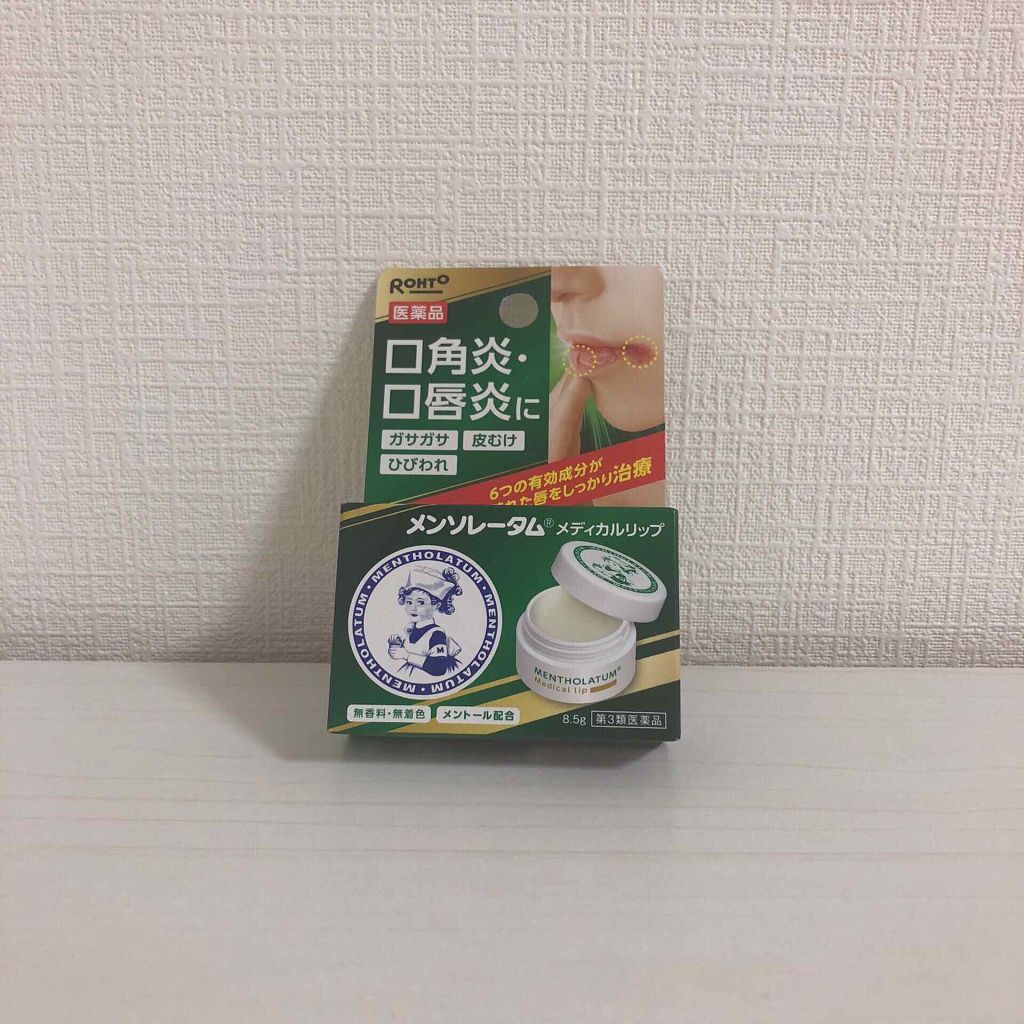 ROHTO
医薬品
口角炎・
口唇炎に
ガサガサ 皮むけ
ひびわれ
6つの有効成分が
れた唇をしっかり治療
メンソレータム® メディカルリップ
MENTHOLATUM・MENTHOLATUM・MENTHOLATUM・
M
MENTHOLATUM®
Medical lip
無香料・無着色 メントール配合
8.5g 第3類医薬品